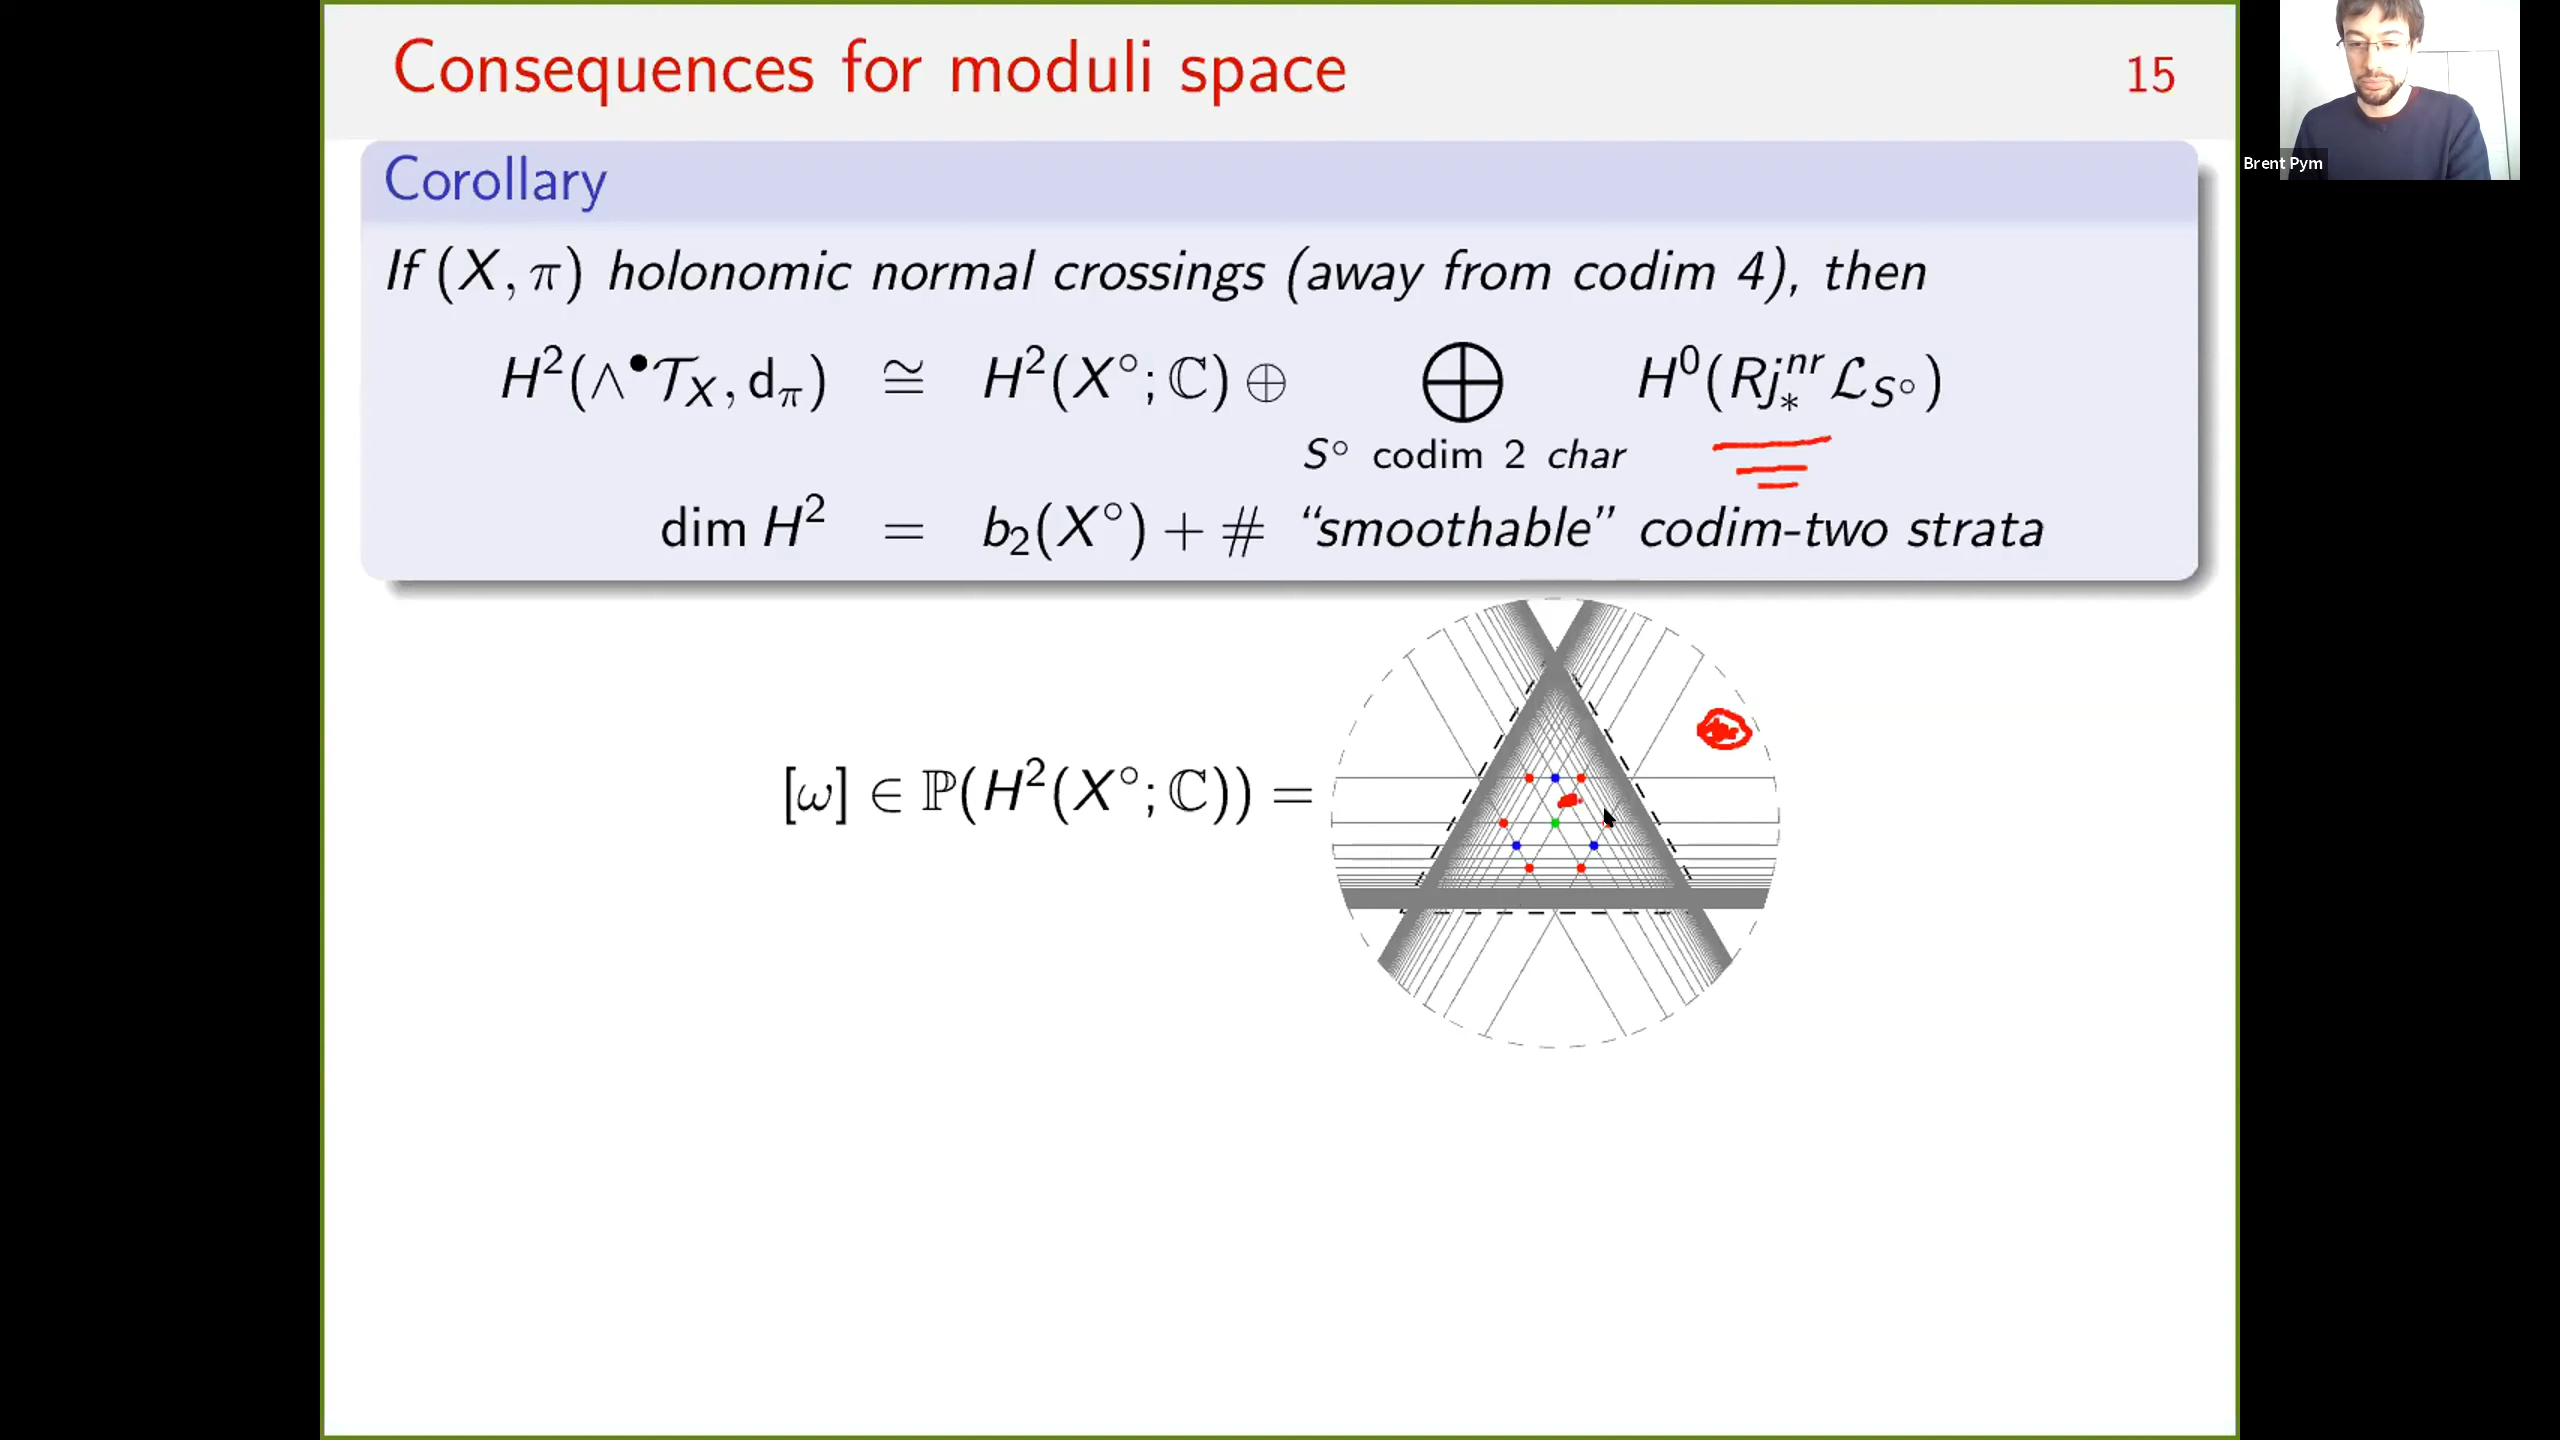 Consequences for moduli space
15
Brent Pym
Corollary
If (X, π) holonomic normal crossings (away from codim 4), then
H²(∧•𝒯_X, d_π) ≅ H²(X°; ℂ) ⊕ ⨁ H⁰(Rj_*^{nr} ℒ_{S°})
S° codim 2 char
dim H² = b₂(X°) + # “smoothable” codim-two strata
[ω] ∈ ℙ(H²(X°; ℂ)) =